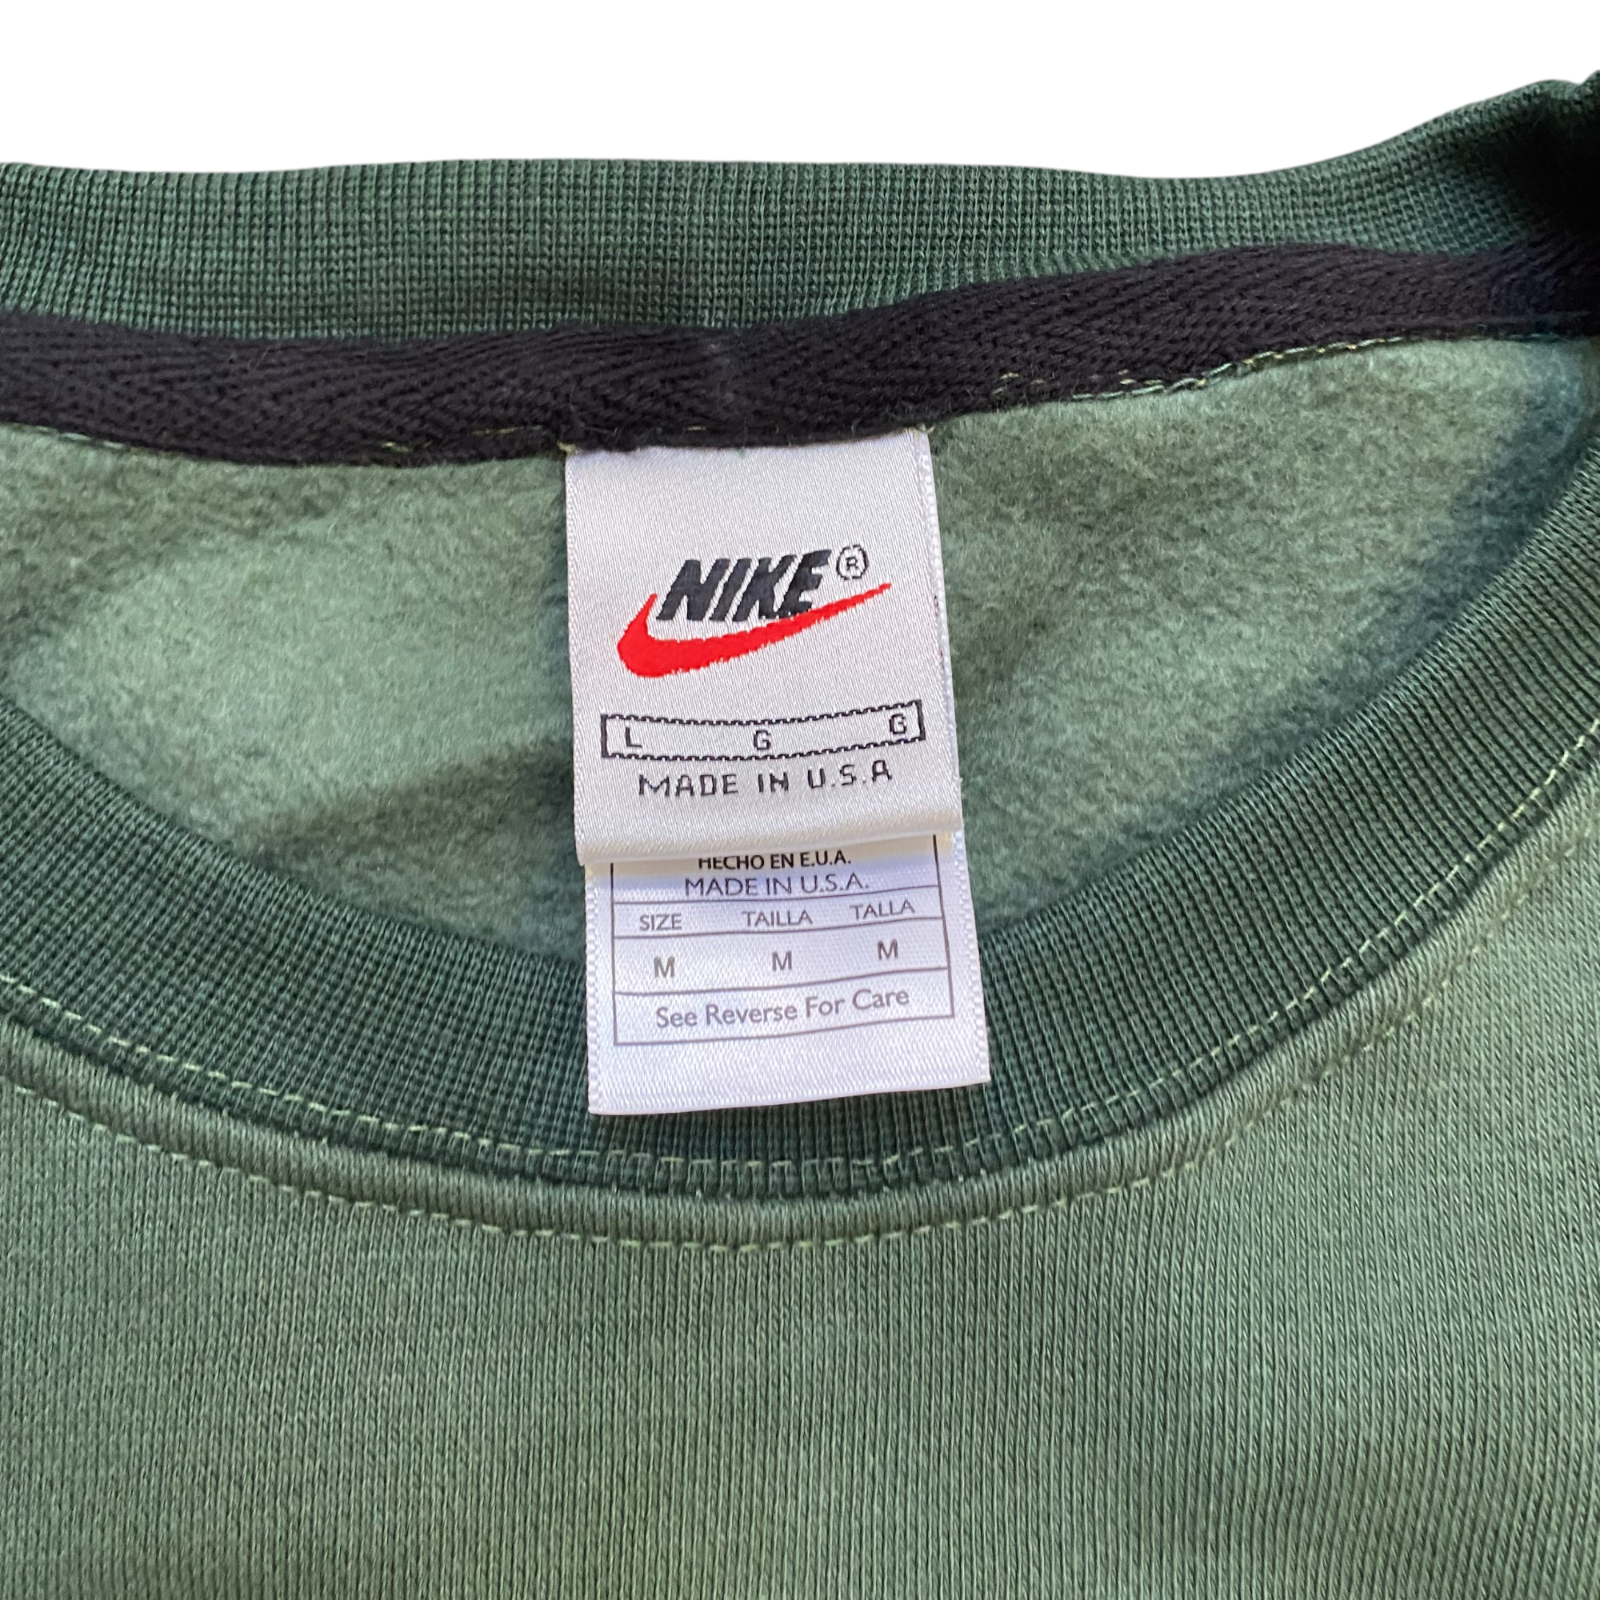 NIKE®
L G G
MADE IN U.S.A
HECHO EN E.U.A.
MADE IN U.S.A.
SIZE TAILLA TALLA
M M M
See Reverse For Care